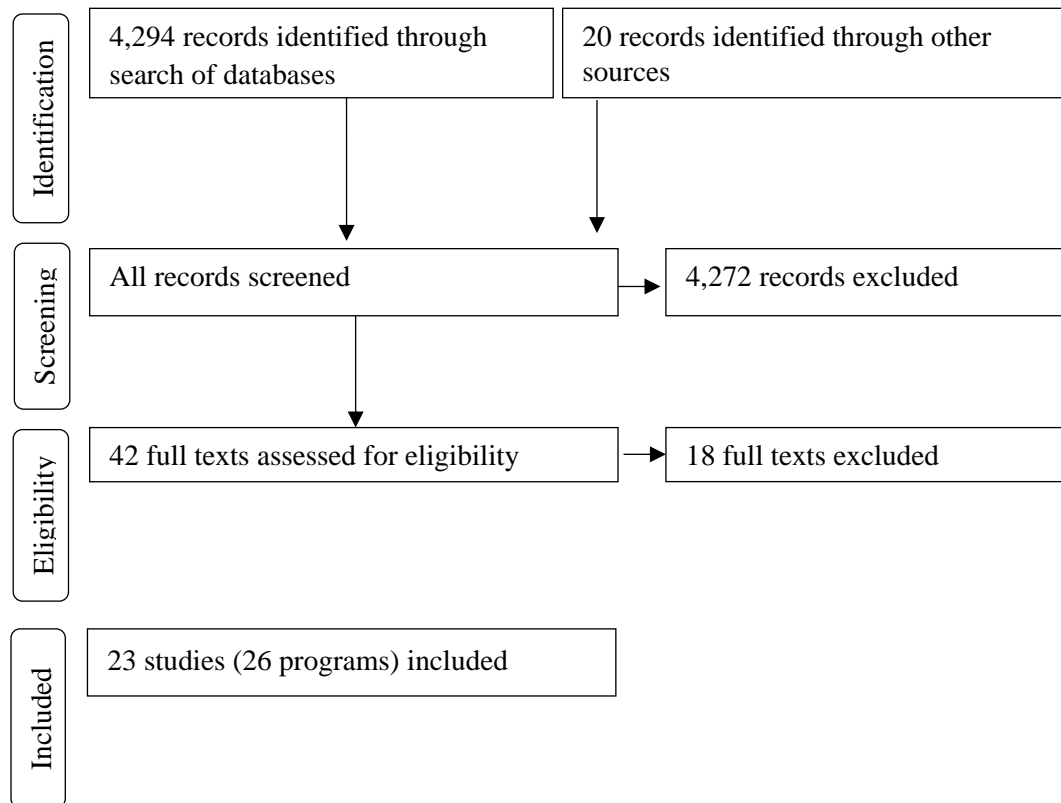 Identification
4,294 records identified through
search of databases
20 records identified through other
sources
Screening
All records screened
4,272 records excluded
Eligibility
42 full texts assessed for eligibility
18 full texts excluded
Included
23 studies (26 programs) included